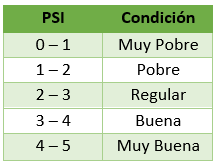 PSI Condición
0 – 1 Muy Pobre
1 – 2 Pobre
2 – 3 Regular
3 – 4 Buena
4 – 5 Muy Buena